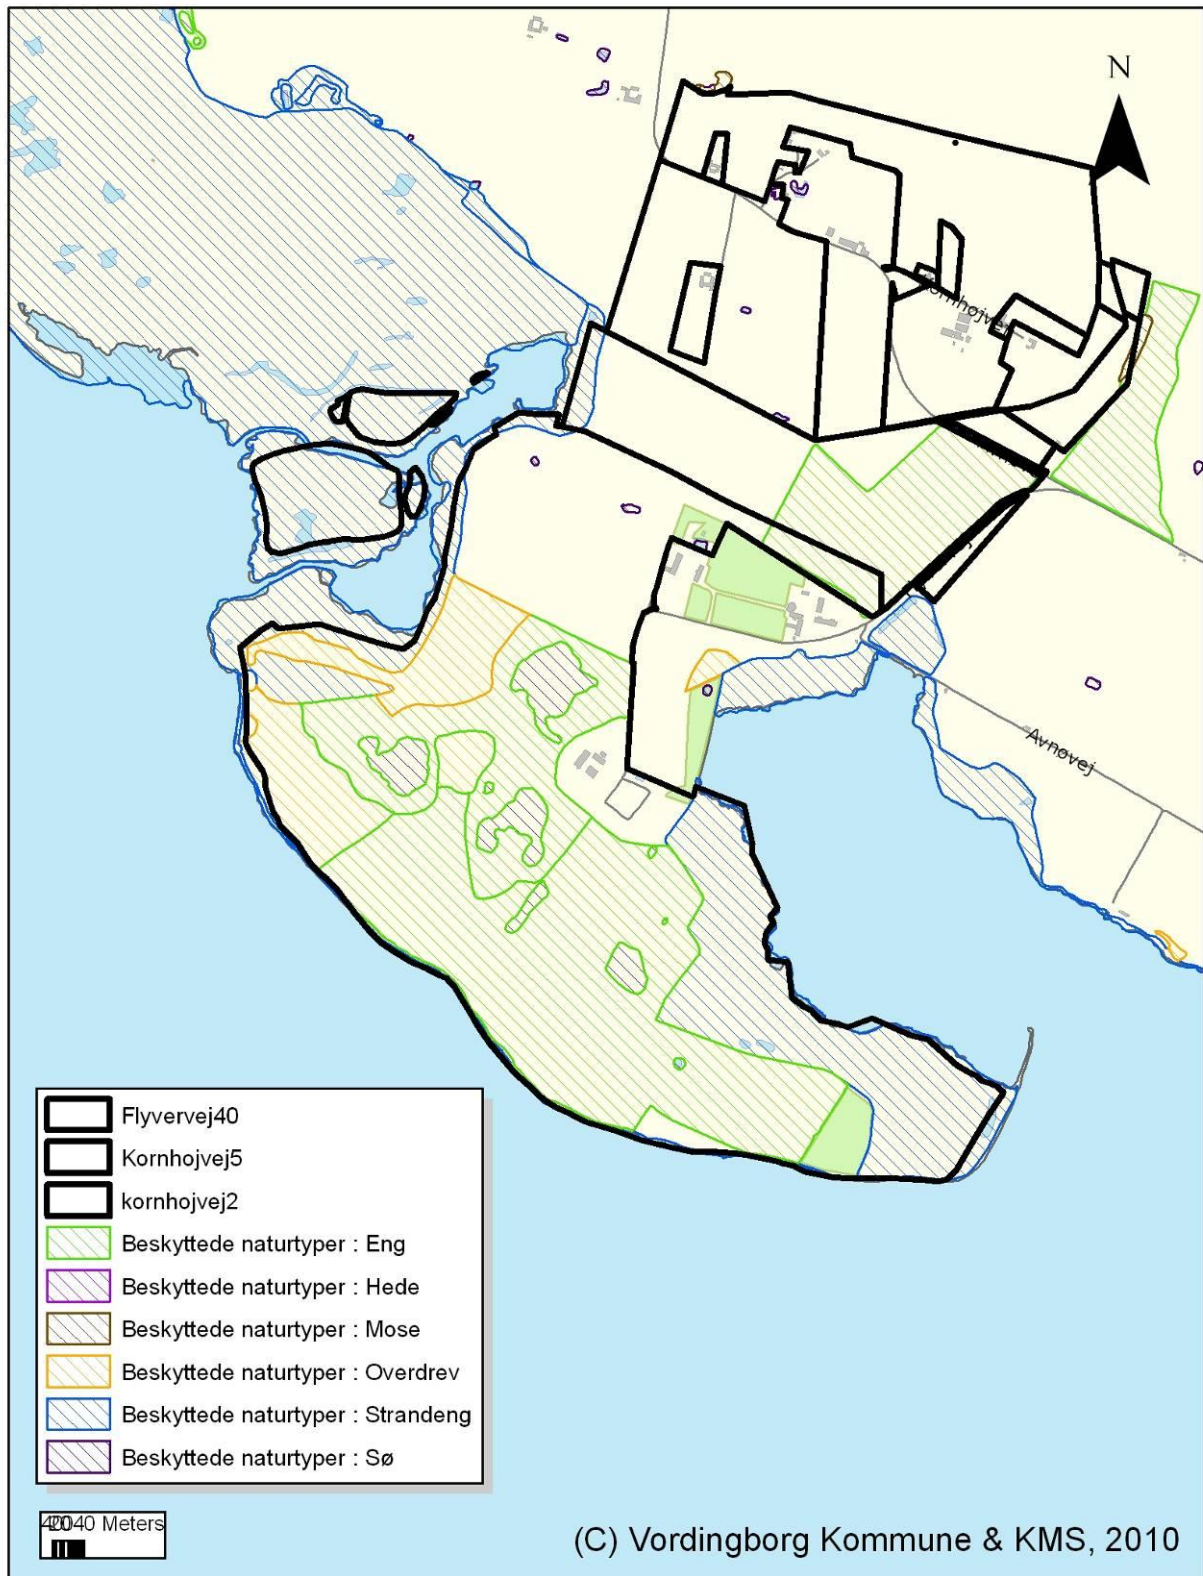 N
Kornhøjvej
Avnøvej
Flyvervej40
Kornhojvej5
kornhojvej2
Beskyttede naturtyper : Eng
Beskyttede naturtyper : Hede
Beskyttede naturtyper : Mose
Beskyttede naturtyper : Overdrev
Beskyttede naturtyper : Strandeng
Beskyttede naturtyper : Sø
Meters
(C) Vordingborg Kommune & KMS, 2010